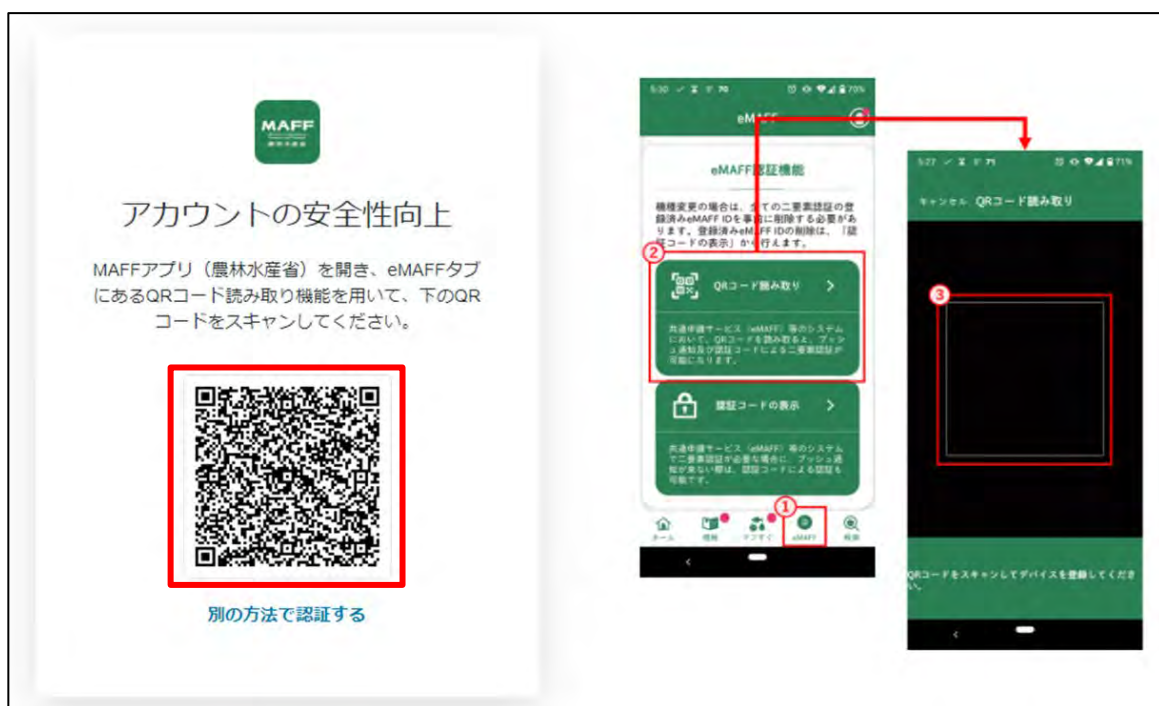 MAFF
アカウントの安全性向上
MAFFアプリ（農林水産省）を開き、eMAFFタブ
にあるQRコード読み取り機能を用いて、下のQR
コードをスキャンしてください。
別の方法で認証する
5:30
70%
eMAFF
eMAFF認証機能
機種変更の場合は、全ての二要素認証の登
録済みeMAFF IDを事前に削除する必要があ
ります。登録済みeMAFF IDの削除は、「認
証コードの表示」から行えます。
②
QRコード読み取り
共通申請サービス（eMAFF）等のシステム
において、QRコードを読み取ると、プッシ
ュ通知及び認証コードによる二要素認証が
可能になります。
認証コードの表示
共通申請サービス（eMAFF）等のシステム
で二要素認証が必要な場合に、プッシュ通
知が来ない際は、認証コードによる認証も
可能です。
①
ホーム
eMAFF
検索
5:27
71%
キャンセル QRコード読み取り
③
QRコードをスキャンしてデバイスを登録してくださ
い。